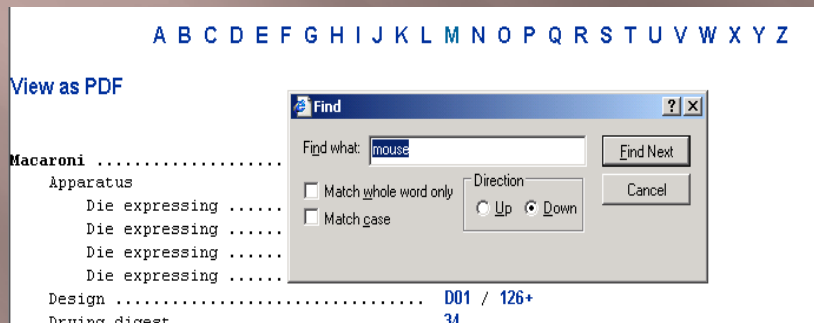 A B C D E F G H I J K L M N O P Q R S T U V W X Y Z
View as PDF
Find
Find what: mouse
Find Next
Match whole word only
Match case
Direction
Up Down
Cancel
Macaroni ....................
Apparatus
Die expressing ......
Die expressing ......
Die expressing ......
Die expressing ......
Design ................................. D01 / 126+
Drying digest 34